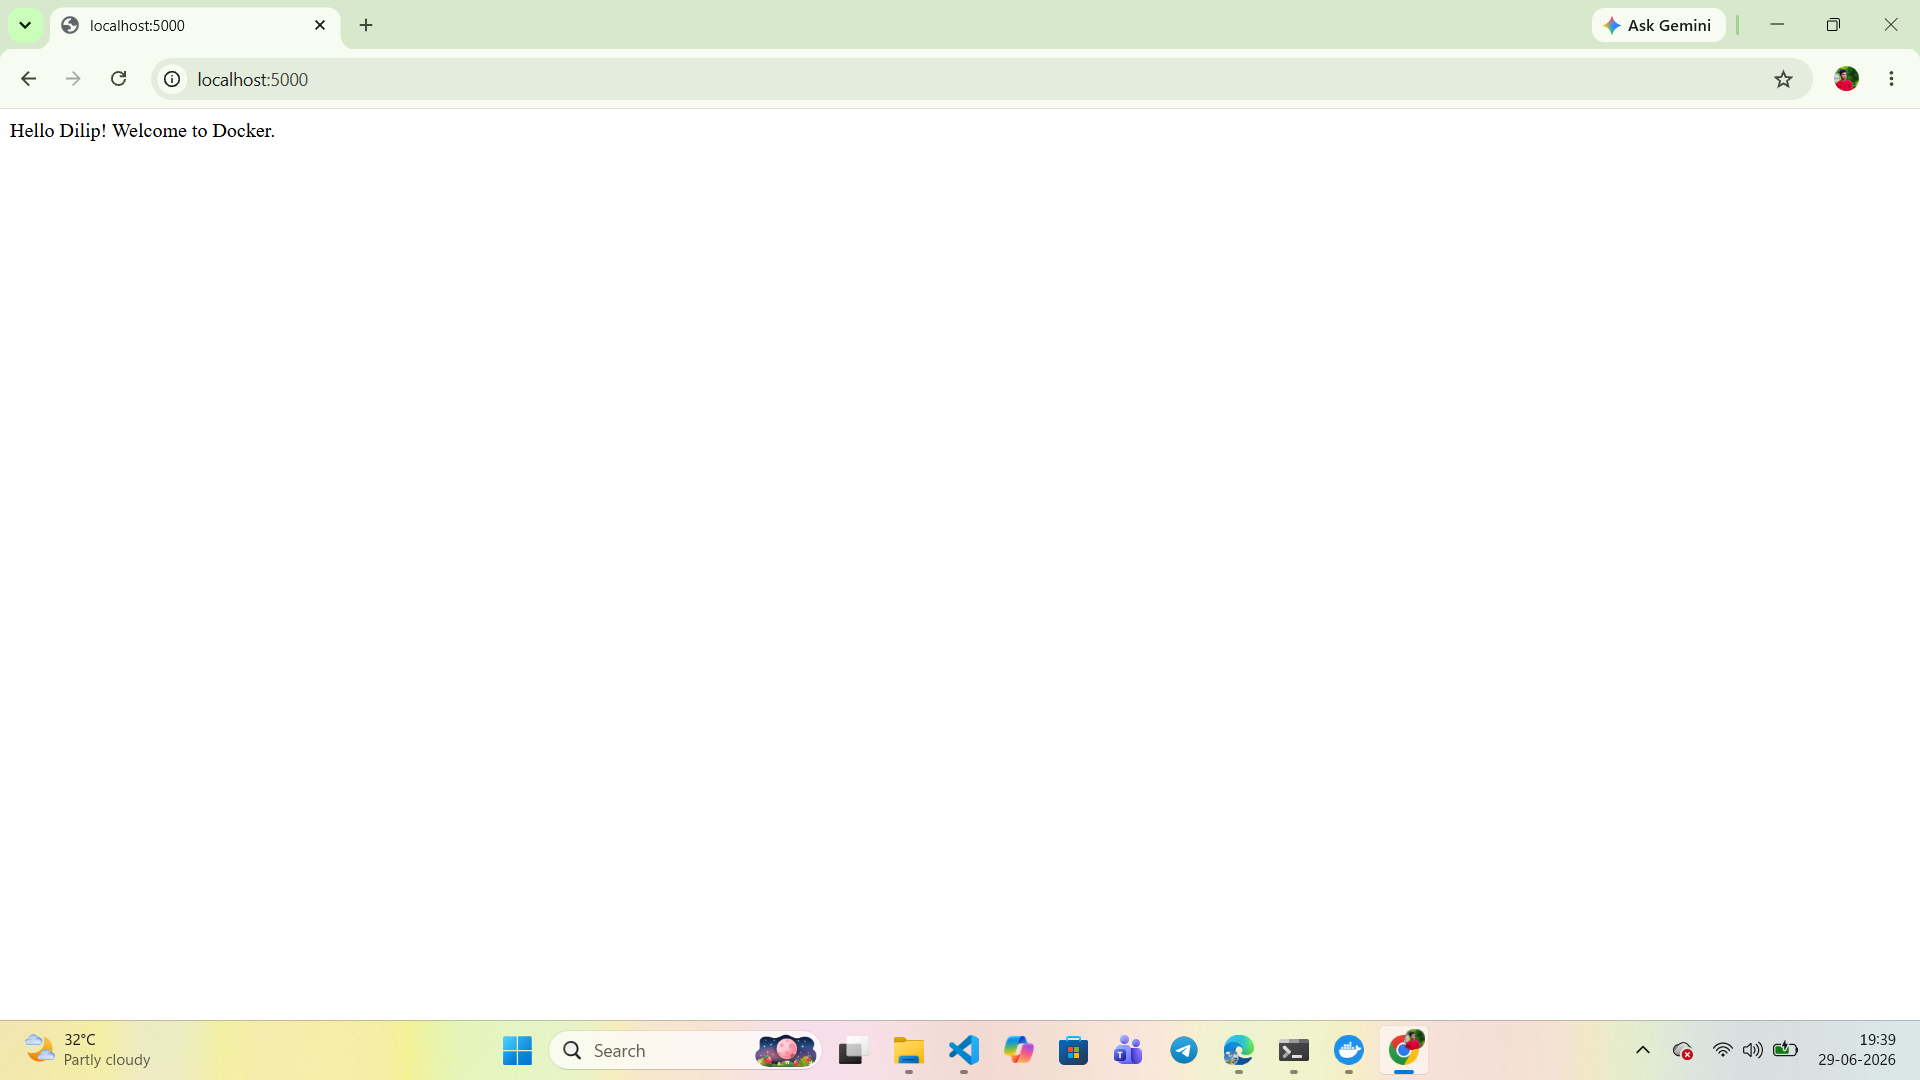 localhost:5000
Ask Gemini
localhost:5000
Hello Dilip! Welcome to Docker.
32°C
Partly cloudy
Search
19:39
29-06-2026